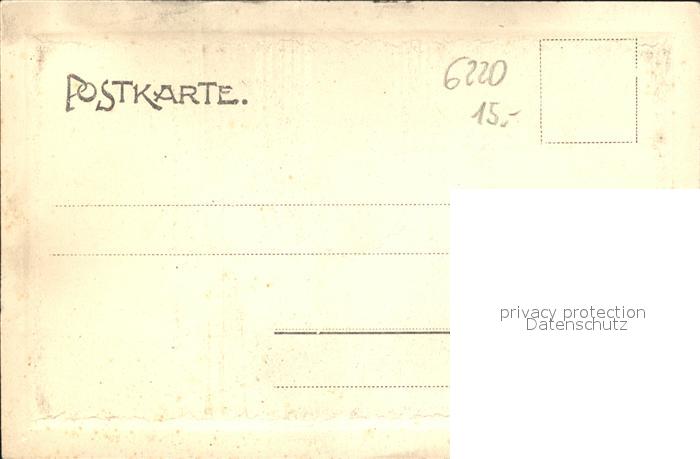 POSTKARTE.
6220
15,-
privacy protection
Datenschutz